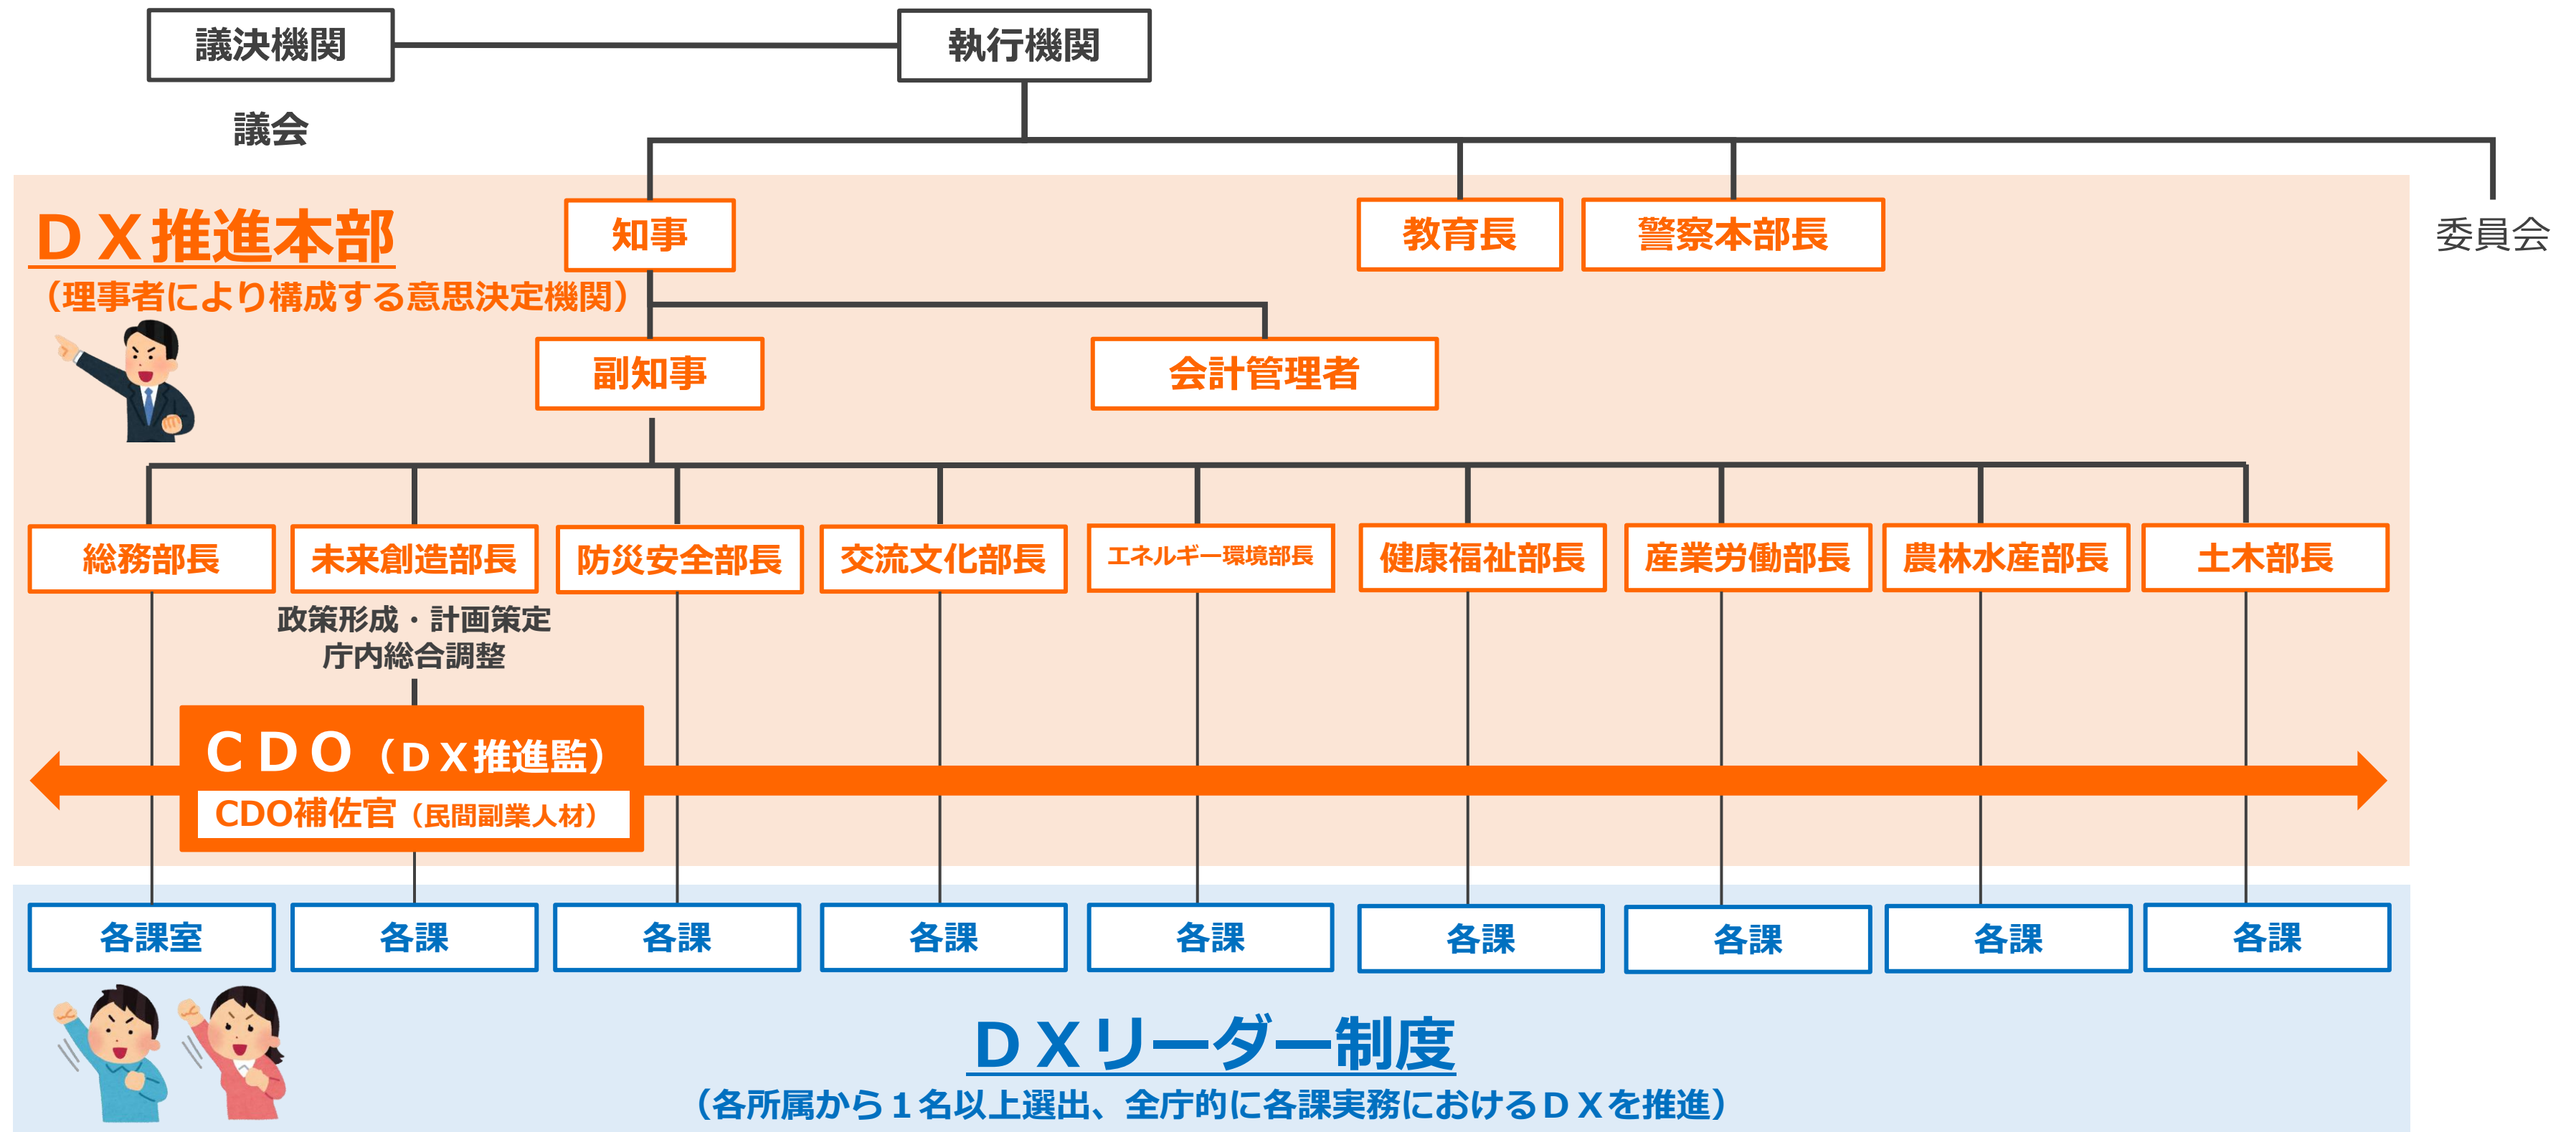 議決機関
執行機関
議会
ＤＸ推進本部
（理事者により構成する意思決定機関）
知事
教育長
警察本部長
委員会
副知事
会計管理者
総務部長
未来創造部長
防災安全部長
交流文化部長
エネルギー環境部長
健康福祉部長
産業労働部長
農林水産部長
土木部長
政策形成・計画策定
庁内総合調整
ＣＤＯ（ＤＸ推進監）
CDO補佐官（民間副業人材）
各課室
各課
各課
各課
各課
各課
各課
各課
各課
ＤＸリーダー制度
（各所属から１名以上選出、全庁的に各課実務におけるＤＸを推進）